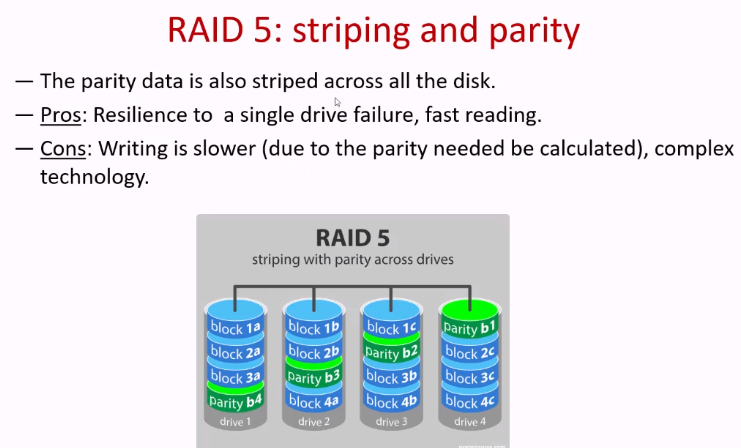 RAID 5: striping and parity
— The parity data is also striped across all the disk.
— Pros: Resilience to a single drive failure, fast reading.
— Cons: Writing is slower (due to the parity needed be calculated), complex
technology.
RAID 5
striping with parity across drives
block 1a block 1b block 1c parity b1
block 2a block 2b parity b2 block 2c
block 3a parity b3 block 3b block 3c
parity b4 block 4a block 4b block 4c
drive 1 drive 2 drive 3 drive 4